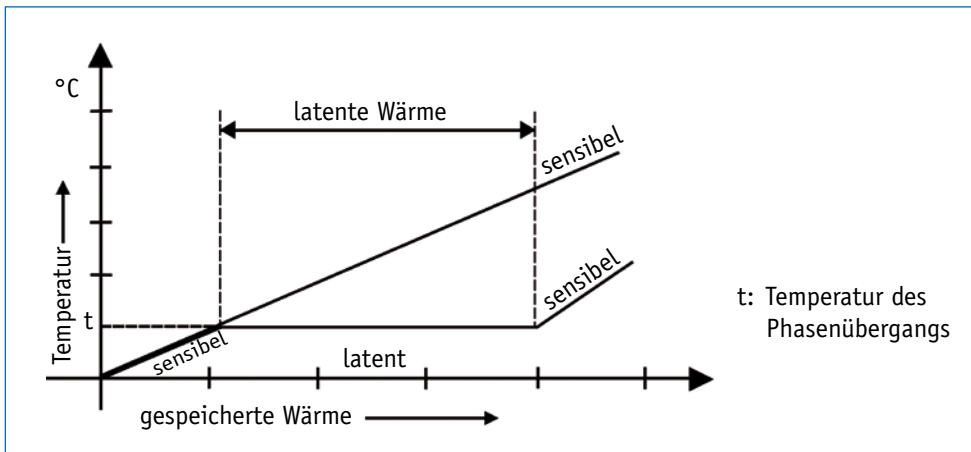 °C
latente Wärme
sensibel
Temperatur
sensibel
t
sensibel
latent
gespeicherte Wärme
t: Temperatur des
Phasenübergangs